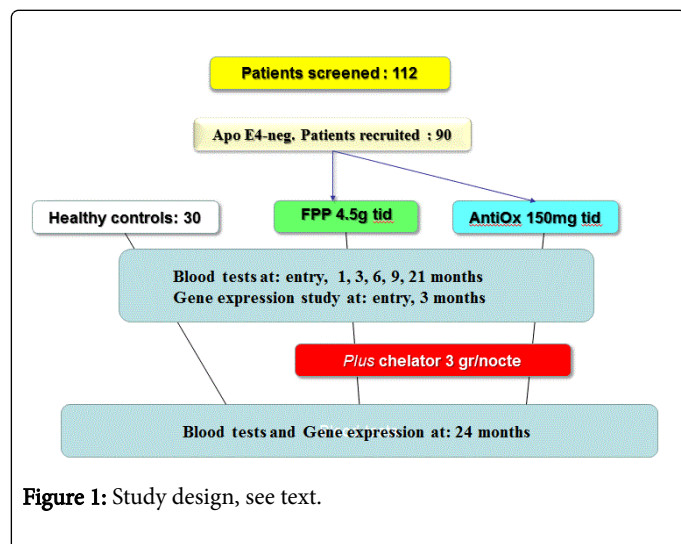 Patients screened : 112
Apo E4-neg. Patients recruited : 90
Healthy controls: 30
FPP 4.5g tid
AntiOx 150mg tid
Blood tests at: entry, 1, 3, 6, 9, 21 months
Gene expression study at: entry, 3 months
Plus chelator 3 gr/nocte
Blood tests and Gene expression at: 24 months
Figure 1: Study design, see text.